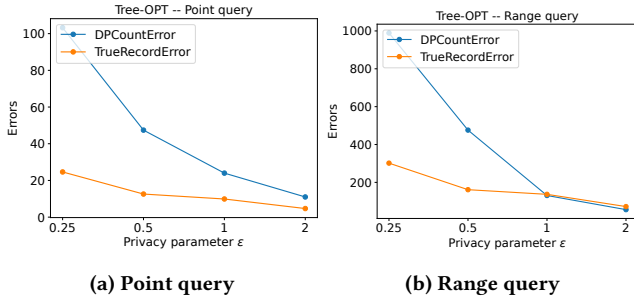 Tree-OPT -- Point query
DPCountError
TrueRecordError
100
80
60
40
20
0
Errors
0.25
0.5
1
2
Privacy parameter ε
(a) Point query
Tree-OPT -- Range query
DPCountError
TrueRecordError
1000
800
600
400
200
Errors
0.25
0.5
1
2
Privacy parameter ε
(b) Range query